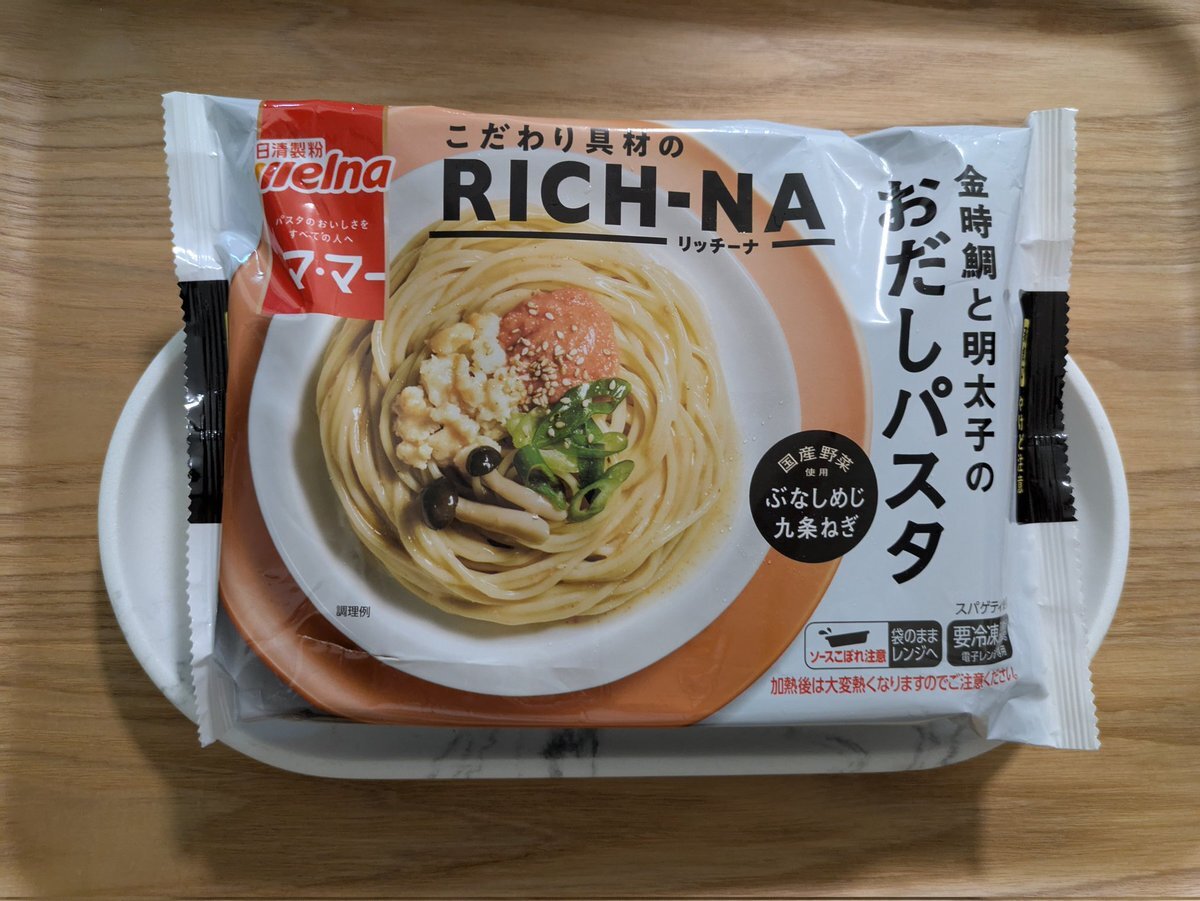 日清製粉
welna
パスタのおいしさを
すべての人へ
マ・マー
こだわり具材の
RICH-NA
リッチーナ
金時鯛と明太子の
おだしパスタ
国産野菜
使用
ぶなしめじ
九条ねぎ
調理例
スパゲティ
ソースこぼれ注意
袋のまま
レンジへ
要冷凍
電子レンジ
加熱後は大変熱くなりますのでご注意ください。